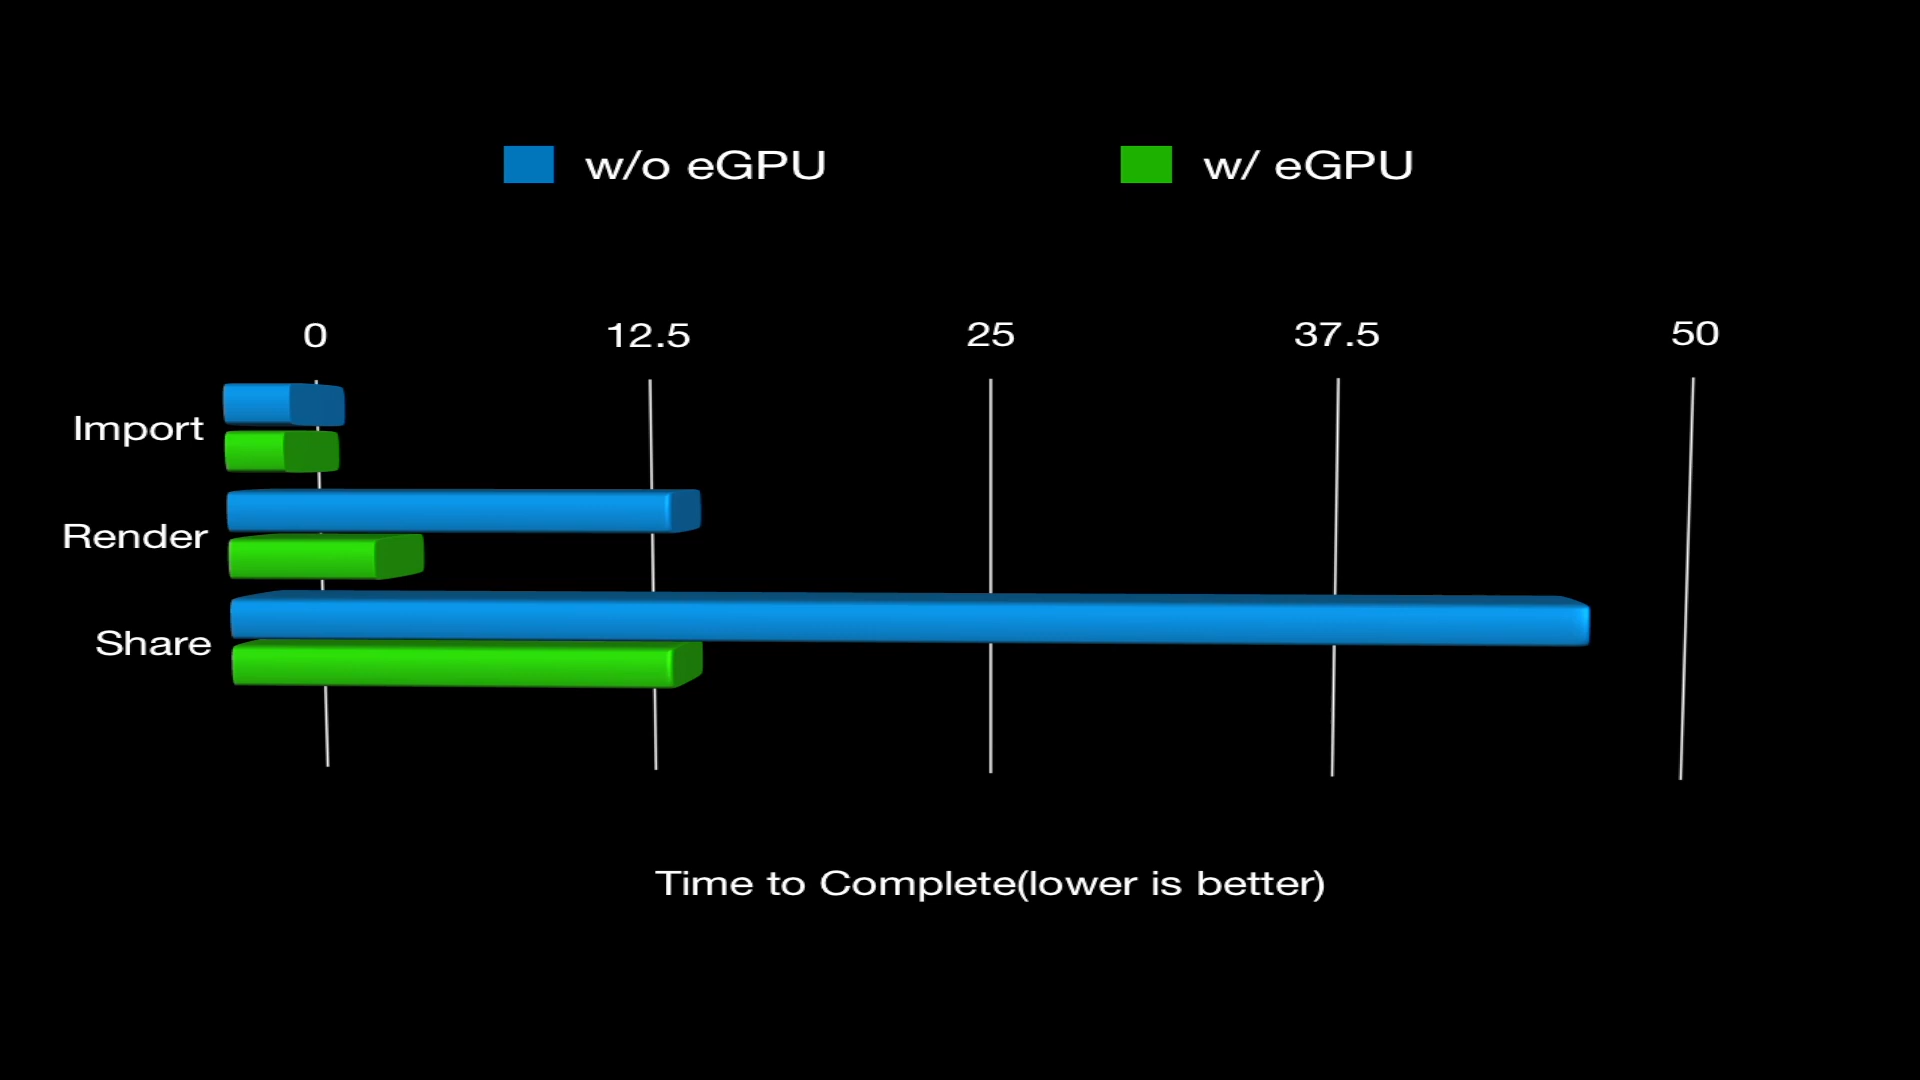 w/o eGPU
w/ eGPU
0 12.5 25 37.5 50
Import
Render
Share
Time to Complete(lower is better)